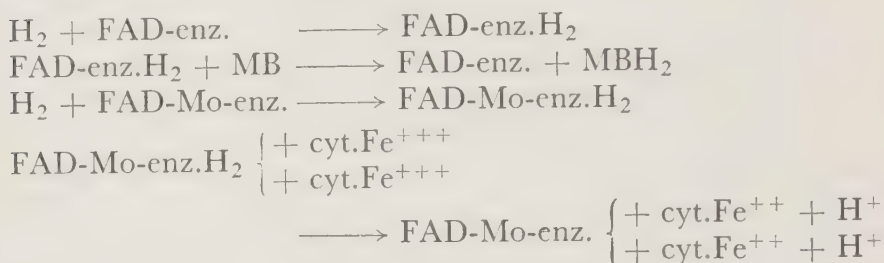 H₂ + FAD-enz. ⟶ FAD-enz.H₂
FAD-enz.H₂ + MB ⟶ FAD-enz. + MBH₂
H₂ + FAD-Mo-enz. ⟶ FAD-Mo-enz.H₂
FAD-Mo-enz.H₂ { + cyt.Fe⁺⁺⁺
+ cyt.Fe⁺⁺⁺
⟶ FAD-Mo-enz. { + cyt.Fe⁺⁺ + H⁺
+ cyt.Fe⁺⁺ + H⁺